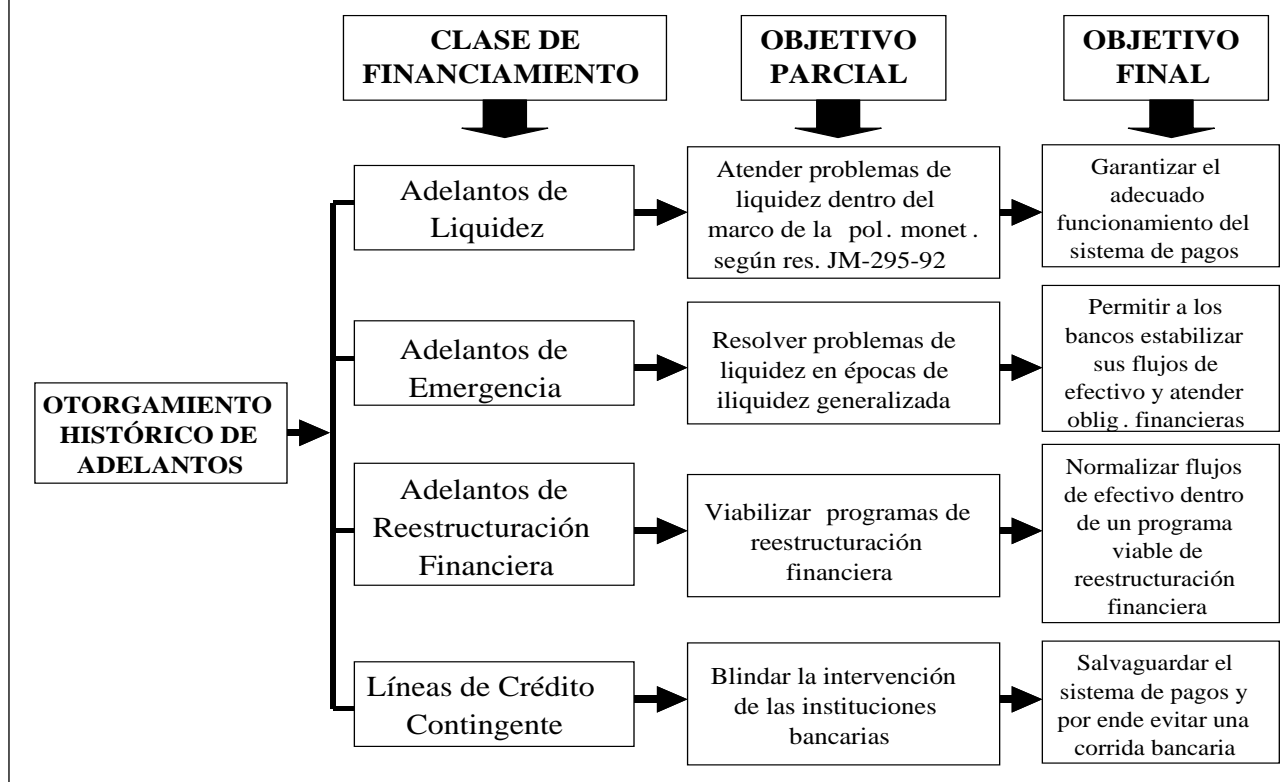 CLASE DE
FINANCIAMIENTO
OBJETIVO
PARCIAL
OBJETIVO
FINAL
OTORGAMIENTO
HISTÓRICO DE
ADELANTOS
Adelantos de
Liquidez
Atender problemas de
liquidez dentro del
marco de la pol. monet.
según res. JM-295-92
Garantizar el
adecuado
funcionamiento del
sistema de pagos
Adelantos de
Emergencia
Resolver problemas de
liquidez en épocas de
iliquidez generalizada
Permitir a los
bancos estabilizar
sus flujos de
efectivo y atender
oblig. financieras
Adelantos de
Reestructuración
Financiera
Viabilizar programas de
reestructuración
financiera
Normalizar flujos
de efectivo dentro
de un programa
viable de
reestructuración
financiera
Líneas de Crédito
Contingente
Blindar la intervención
de las instituciones
bancarias
Salvaguardar el
sistema de pagos y
por ende evitar una
corrida bancaria